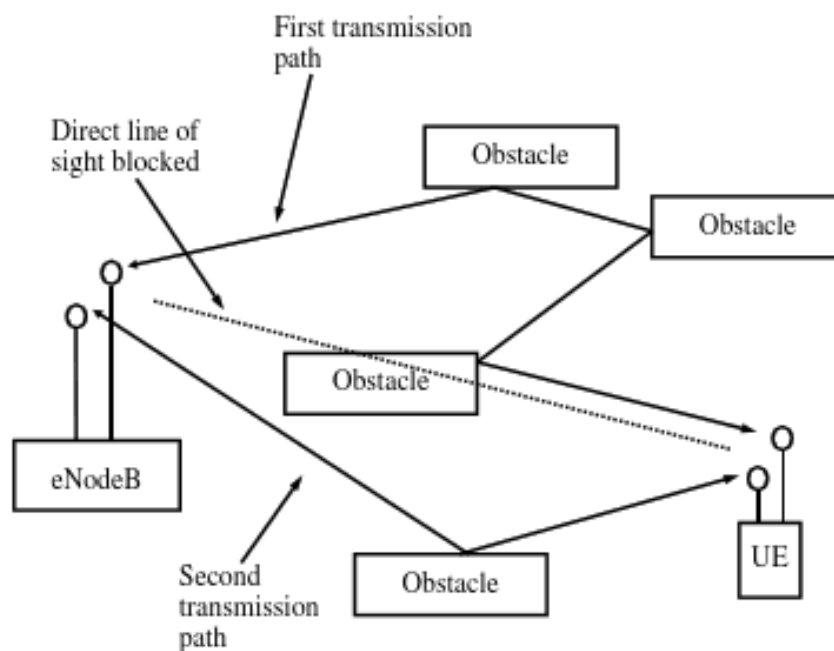 First transmission
path
Direct line of
sight blocked
Obstacle
Obstacle
Obstacle
eNodeB
UE
Obstacle
Second
transmission
path